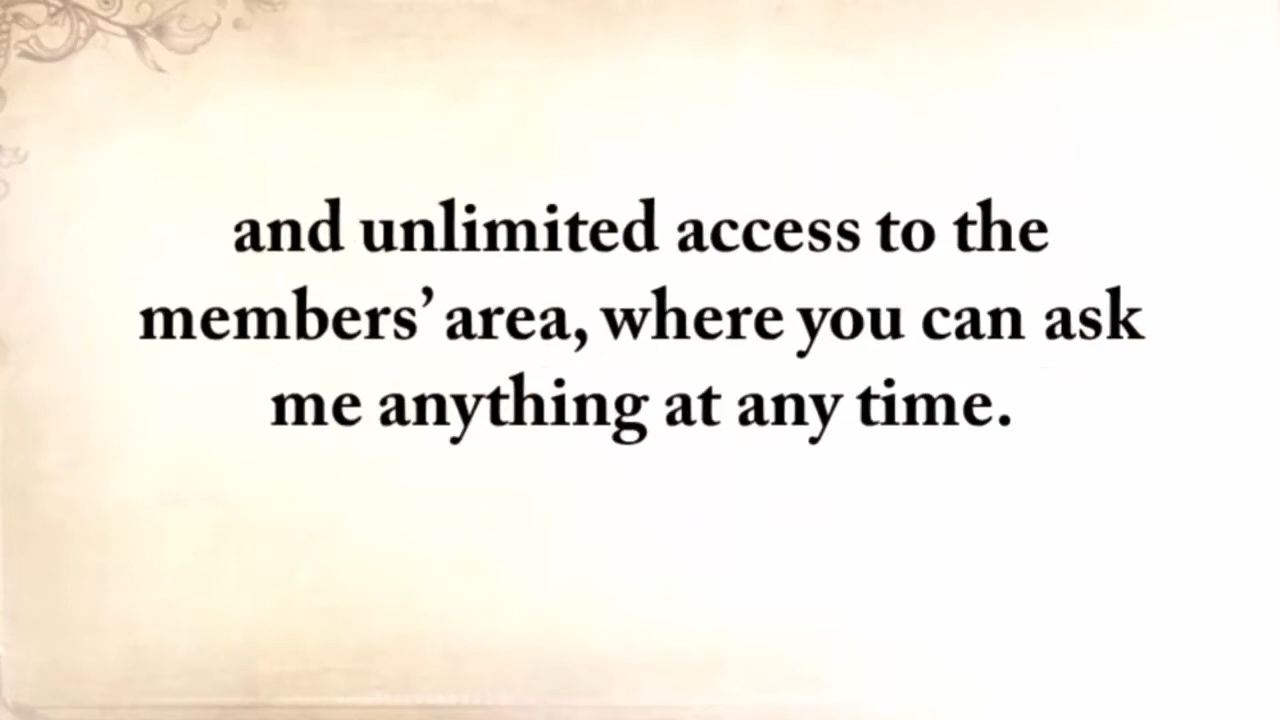 and unlimited access to the
members’ area, where you can ask
me anything at any time.